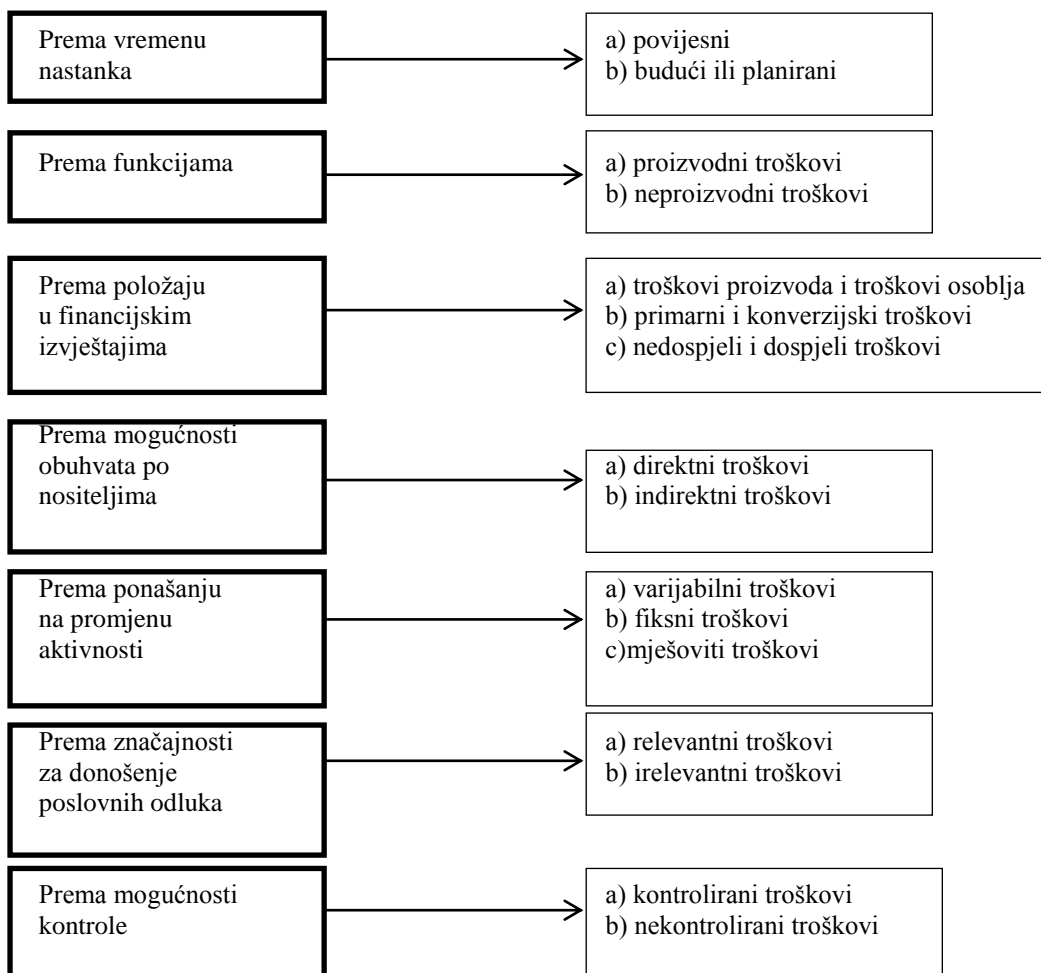 Prema vremenu
nastanka
a) povijesni
b) budući ili planirani
Prema funkcijama
a) proizvodni troškovi
b) neproizvodni troškovi
Prema položaju
u financijskim
izvještajima
a) troškovi proizvoda i troškovi osoblja
b) primarni i konverzijski troškovi
c) nedospjeli i dospjeli troškovi
Prema mogućnosti
obuhvata po
nositeljima
a) direktni troškovi
b) indirektni troškovi
Prema ponašanju
na promjenu
aktivnosti
a) varijabilni troškovi
b) fiksni troškovi
c)mješoviti troškovi
Prema značajnosti
za donošenje
poslovnih odluka
a) relevantni troškovi
b) irelevantni troškovi
Prema mogućnosti
kontrole
a) kontrolirani troškovi
b) nekontrolirani troškovi